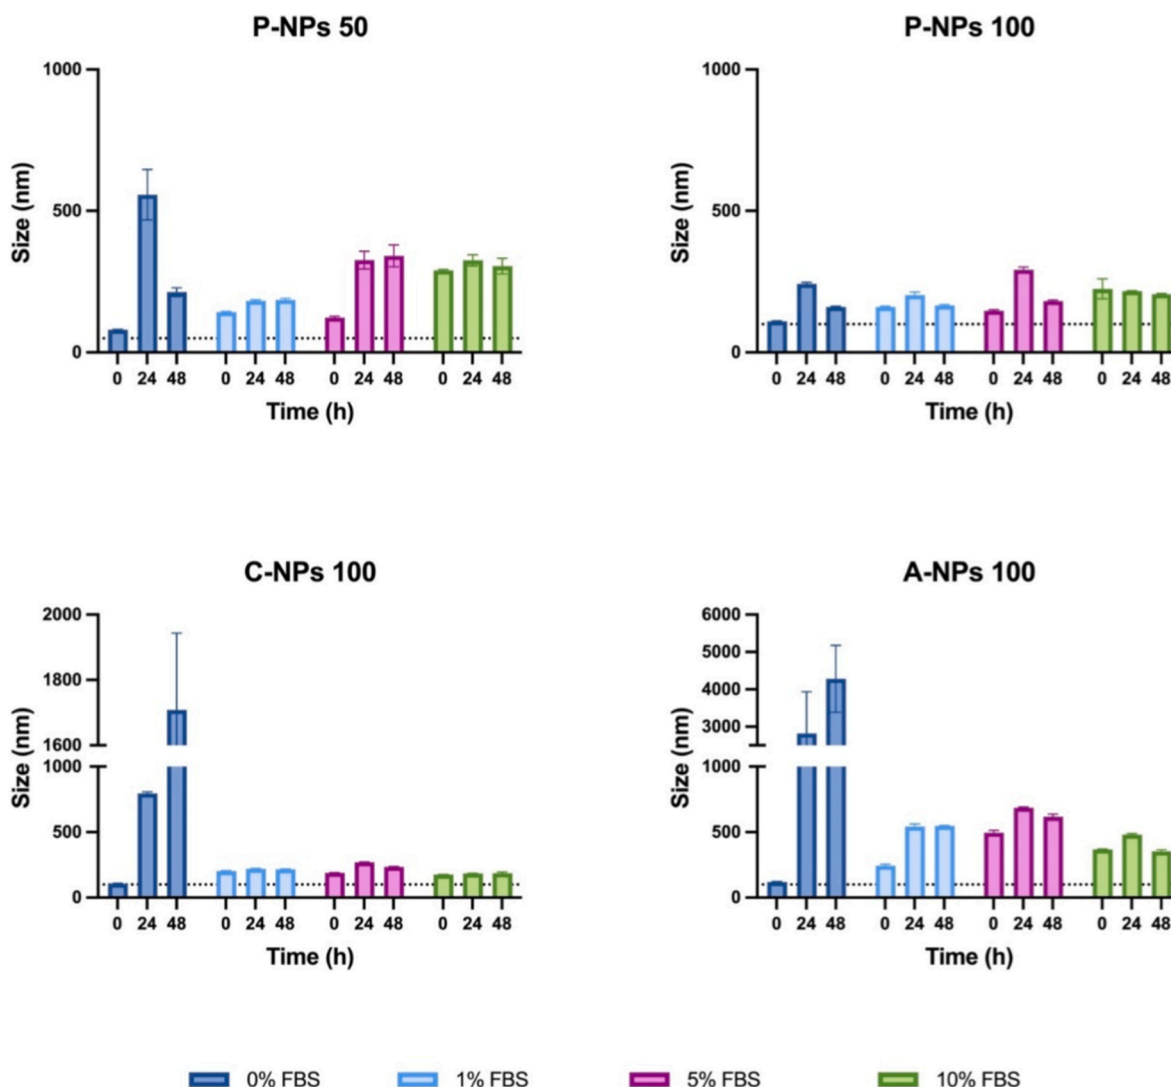 P-NPs 50
1000
500
0
Size (nm)
0 24 48 0 24 48 0 24 48 0 24 48
Time (h)
P-NPs 100
1000
500
0
Size (nm)
0 24 48 0 24 48 0 24 48 0 24 48
Time (h)
C-NPs 100
2000
1800
1600
1000
500
0
Size (nm)
0 24 48 0 24 48 0 24 48 0 24 48
Time (h)
A-NPs 100
6000
5000
4000
3000
1000
500
0
Size (nm)
0 24 48 0 24 48 0 24 48 0 24 48
Time (h)
0% FBS 1% FBS 5% FBS 10% FBS